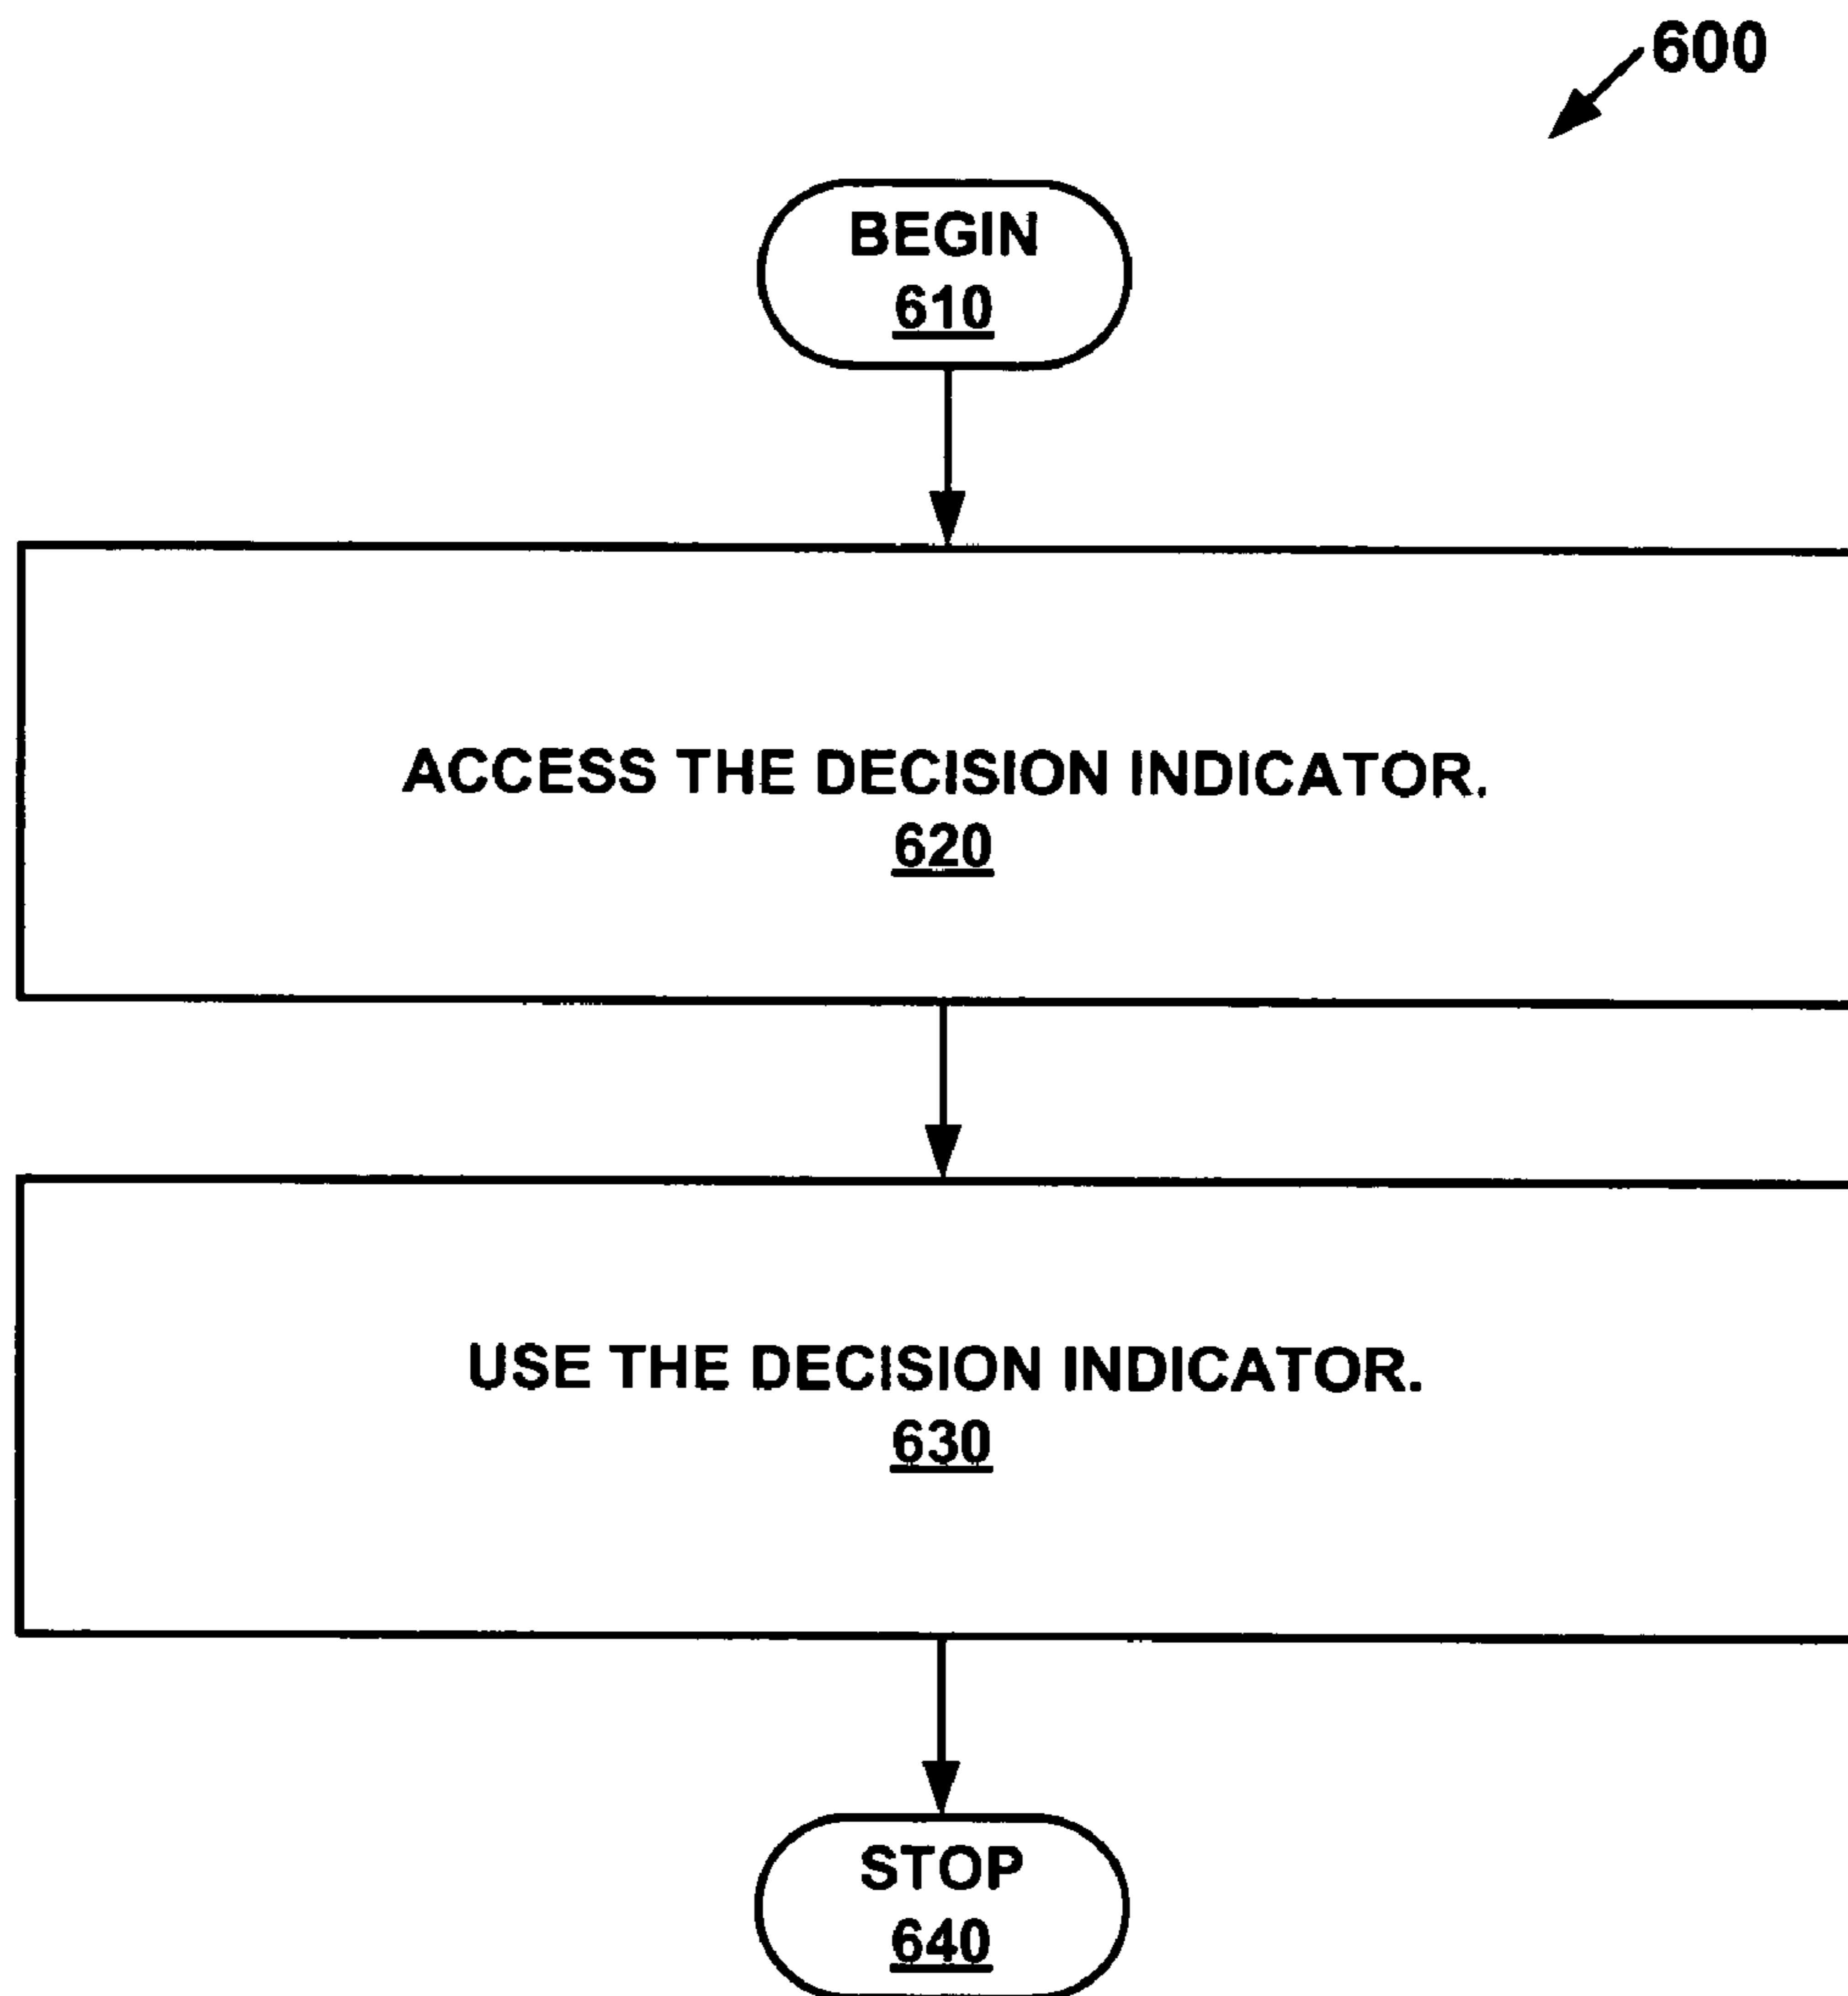 600
BEGIN
610
ACCESS THE DECISION INDICATOR.
620
USE THE DECISION INDICATOR.
630
STOP
640